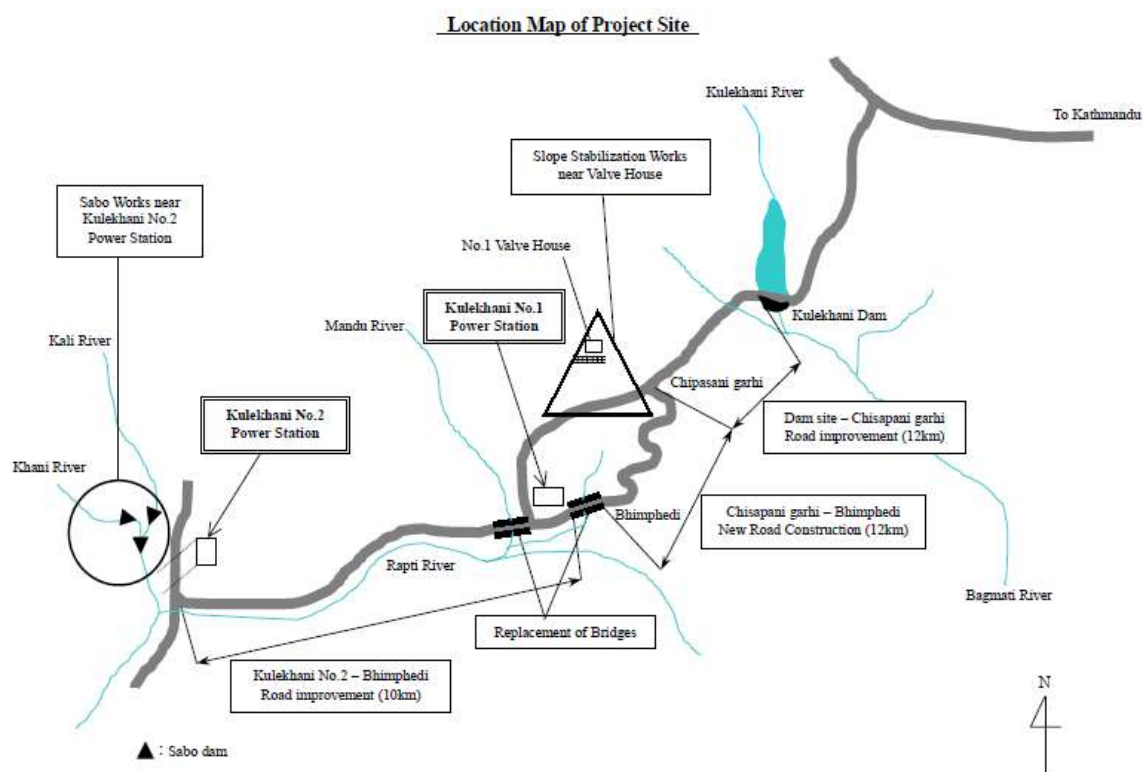 Location Map of Project Site
Kulekhani River
To Kathmandu
Slope Stabilization Works
near Valve House
Sabo Works near
Kulekhani No.2
Power Station
No.1 Valve House
Kulekhani No.1
Power Station
Mandu River
Kulekhani Dam
Kali River
Chipasani garhi
Kulekhani No.2
Power Station
Dam site – Chisapani garhi
Road improvement (12km)
Khani River
Bhimphedi
Chisapani garhi – Bhimphedi
New Road Construction (12km)
Rapti River
Bagmati River
Replacement of Bridges
Kulekhani No.2 – Bhimphedi
Road improvement (10km)
N
▲ : Sabo dam